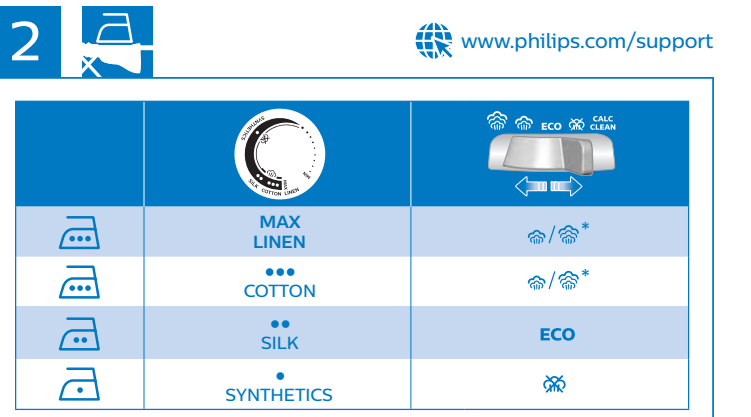 2
www.philips.com/support
SYNTHETICS
SILK COTTON LINEN
MAX
MIN
ECO CALC CLEAN
MAX
LINEN
/ *
•••
COTTON
/ *
••
SILK
ECO
•
SYNTHETICS